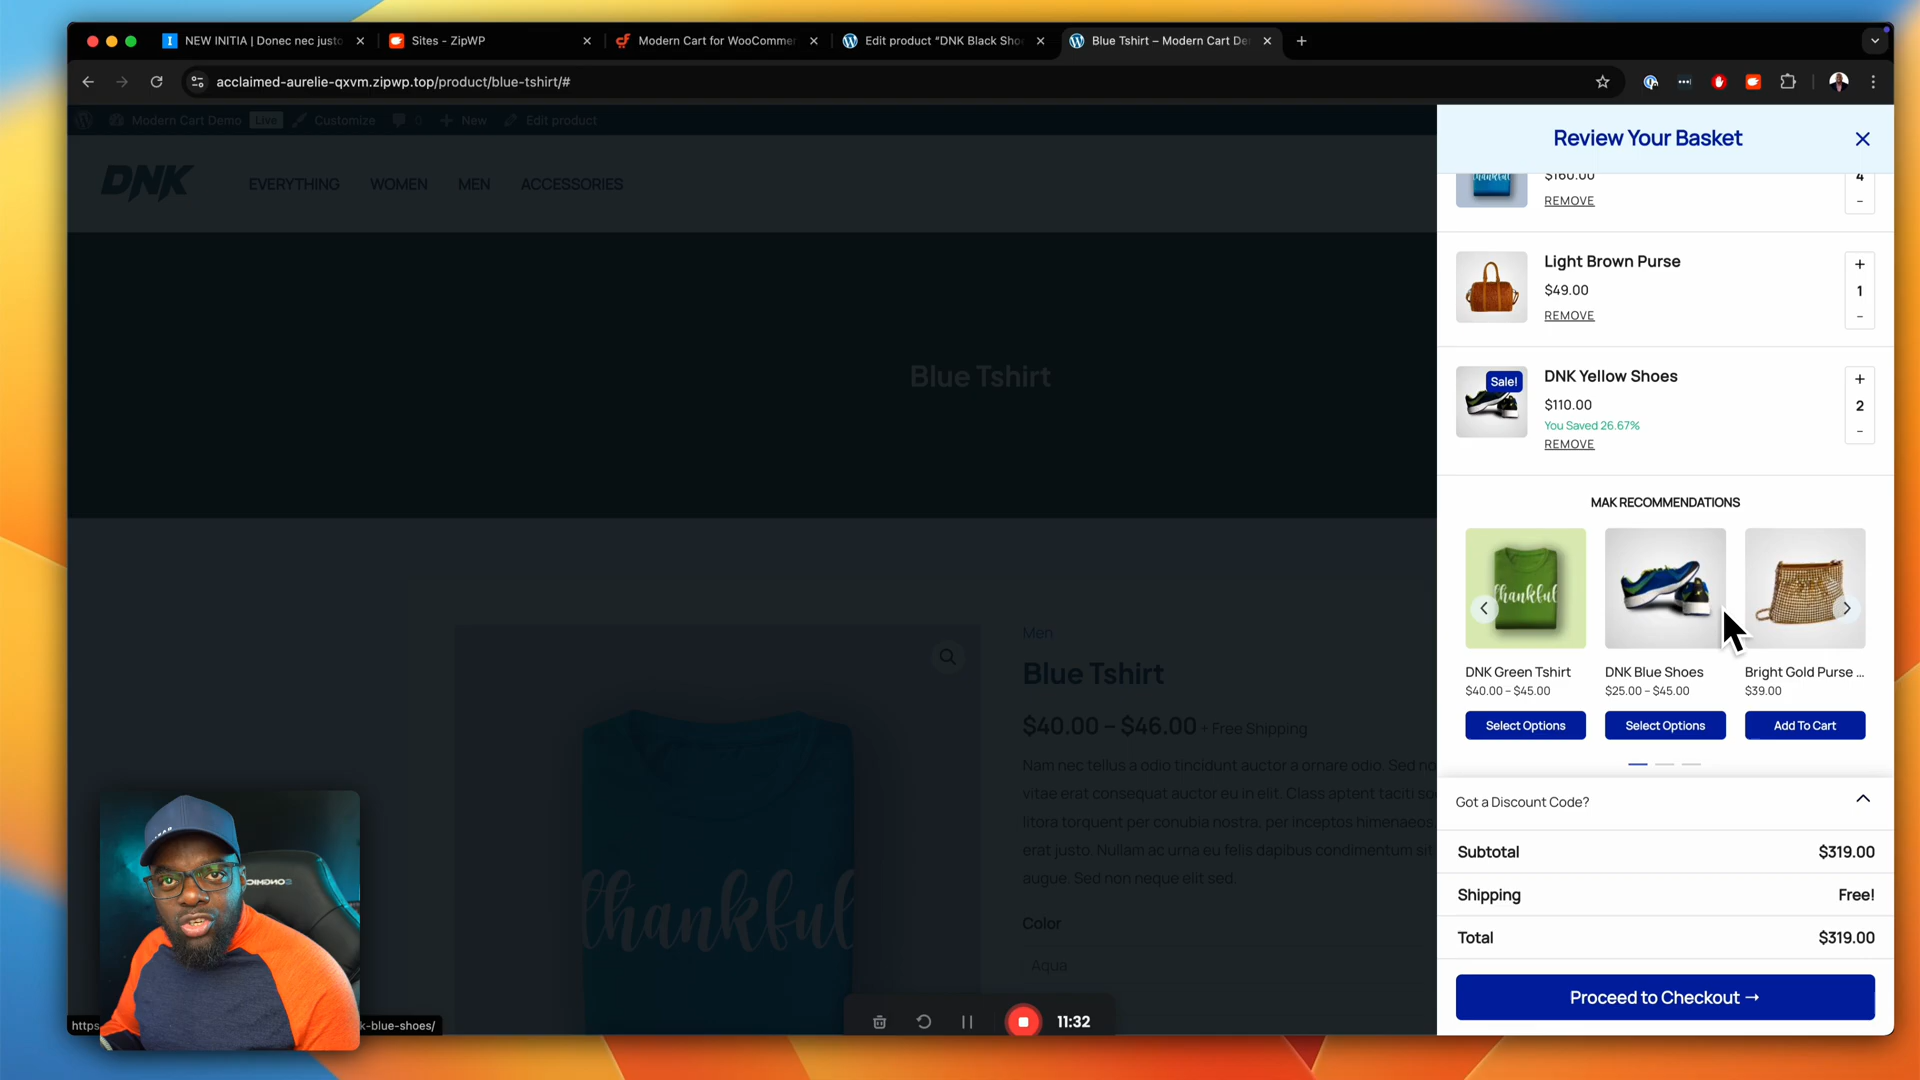 NEW INITIA | Donec nec justo
Sites - ZipWP
Modern Cart for WooCommer
Edit product “DNK Black Sho
Blue Tshirt – Modern Cart De
acclaimed-aurelie-qxvm.zipwp.top/product/blue-tshirt/#
Modern Cart Demo
Live
Customize
0
New
Edit product
DNK
EVERYTHING
WOMEN
MEN
ACCESSORIES
Blue Tshirt
Men
Blue Tshirt
$40.00 – $46.00 + Free Shipping
Nam nec tellus a odio tincidunt auctor a ornare odio. Sed no
vitae erat consequat auctor eu in elit. Class aptent taciti so
litora torquent per conubia nostra, per inceptos himenaeos.
erat justo. Nullam ac urna eu felis dapibus condimentum sit
augue. Sed non neque elit sed.
Color
Aqua
thankful
Review Your Basket
thankful
$160.00
REMOVE
4
-
Light Brown Purse
$49.00
REMOVE
+
1
-
Sale!
DNK Yellow Shoes
$110.00
You Saved 26.67%
REMOVE
+
2
-
MAK RECOMMENDATIONS
thankful
DNK Green Tshirt
$40.00 – $45.00
Select Options
DNK Blue Shoes
$25.00 – $45.00
Select Options
Bright Gold Purse ...
$39.00
Add To Cart
Got a Discount Code?
Subtotal
$319.00
Shipping
Free!
Total
$319.00
Proceed to Checkout →
https
k-blue-shoes/
11:32